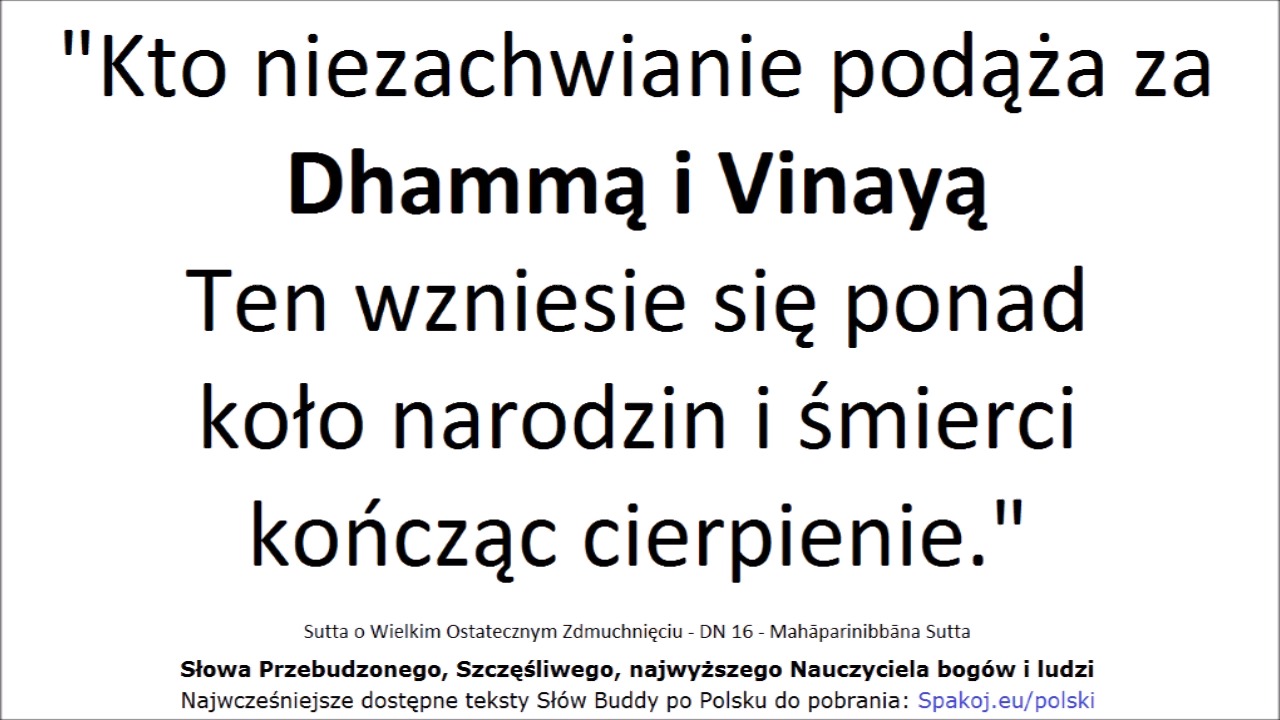 "Kto niezachwianie podąża za
Dhammą i Vinayą
Ten wzniesie się ponad
koło narodzin i śmierci
kończąc cierpienie."
Sutta o Wielkim Ostatecznym Zdmuchnięciu - DN 16 - Mahāparinibbāna Sutta
Słowa Przebudzonego, Szczęśliwego, najwyższego Nauczyciela bogów i ludzi
Najwcześniejsze dostępne teksty Słów Buddy po Polsku do pobrania: Spakoj.eu/polski